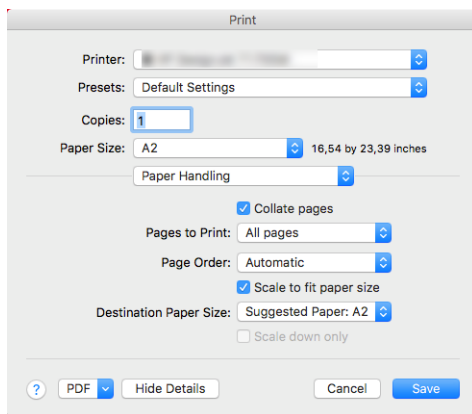 Print
Printer:
Presets: Default Settings
Copies: 1
Paper Size: A2 16,54 by 23,39 inches
Paper Handling
Collate pages
Pages to Print: All pages
Page Order: Automatic
Scale to fit paper size
Destination Paper Size: Suggested Paper: A2
Scale down only
? PDF Hide Details Cancel Save